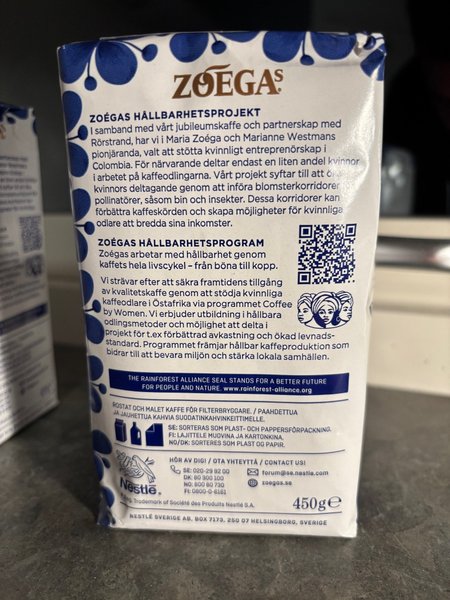 ZOÉGAS
ZOÉGAS HÅLLBARHETSPROJEKT
I samband med vårt jubileumskaffe och partnerskap med
Rörstrand, har vi i Maria Zoéga och Marianne Westmans
pionjäranda, valt att stötta kvinnligt entreprenörskap i
Colombia. För närvarande deltar endast en liten andel kvinnor
i arbetet på kaffeodlingarna. Vårt projekt syftar till att
kvinnors deltagande genom att införa blomsterkorridorer
pollinatörer, såsom bin och insekter. Dessa korridorer kan
förbättra kaffeskörden och skapa möjligheter för kvinnliga
odlare att bredda sina inkomster.
ZOÉGAS HÅLLBARHETSPROGRAM
Zoégas arbetar med hållbarhet genom
kaffets hela livscykel – från böna till kopp.
Vi strävar efter att säkra framtidens tillgång
av kvalitetskaffe genom att stödja kvinnliga
kaffeodlare i Östafrika via programmet Coffee
by Women. Vi erbjuder utbildning i hållbara
odlingsmetoder och möjlighet att delta i
projekt för t.ex förbättrad avkastning och ökad levnads-
standard. Programmet främjar hållbar kaffeproduktion som
bidrar till att bevara miljön och stärka lokala samhällen.
THE RAINFOREST ALLIANCE SEAL STANDS FOR A BETTER FUTURE
FOR PEOPLE AND NATURE. www.rainforest-alliance.org
ROSTAT OCH MALET KAFFE FÖR FILTERBRYGGARE. / PAAHDETTUA
JA JAUHETTUA KAHVIA SUODATINKAHVINKEITTIMELLE.
SE: SORTERAS SOM PLAST- OCH PAPPERSFÖRPACKNING.
FI: LAJITTELE MUOVINA JA KARTONKINA.
NO/DK: SORTERES SOM PLAST OG PAPIR.
HÖR AV DIG! / OTA YHTEYTTÄ / CONTACT US!
SE: 020-29 92 00
DK: 80 300 100
NO: 800 80 730
FI: 0800-0-6161
forum@se.nestle.com
zoegas.se
Nestlé
Trademark of Société des Produits Nestlé S.A.
450g e
NESTLÉ SVERIGE AB, BOX 7173, 250 07 HELSINGBORG, SVERIGE